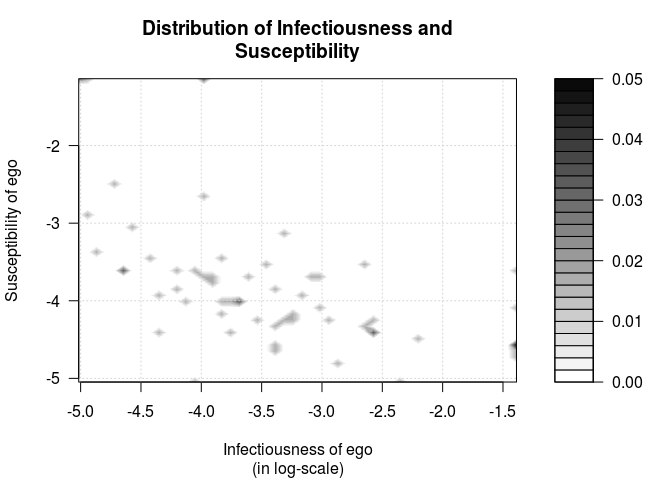 Distribution of Infectiousness and
Susceptibility
0.05
0.04
0.03
0.02
0.01
0.00
Susceptibility of ego
-2
-3
-4
-5
-5.0 -4.5 -4.0 -3.5 -3.0 -2.5 -2.0 -1.5
Infectiousness of ego
(in log-scale)